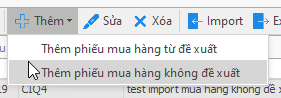 Thêm Sửa Xóa Import
Thêm phiếu mua hàng từ đề xuất
Thêm phiếu mua hàng không đề xuất
CIQ4 test import mua hàng không đề